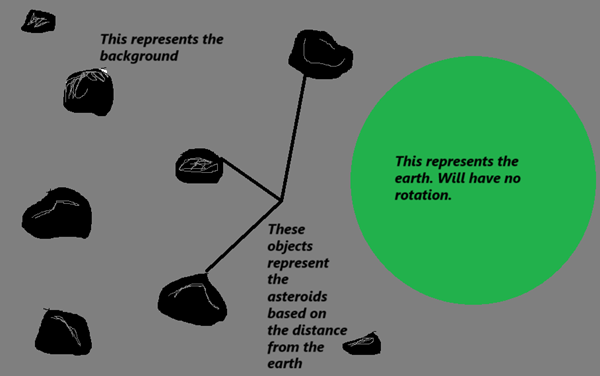 This represents the
background
This represents the
earth. Will have no
rotation.
These
objects
represent
the
asteroids
based on
the distance
from the
earth